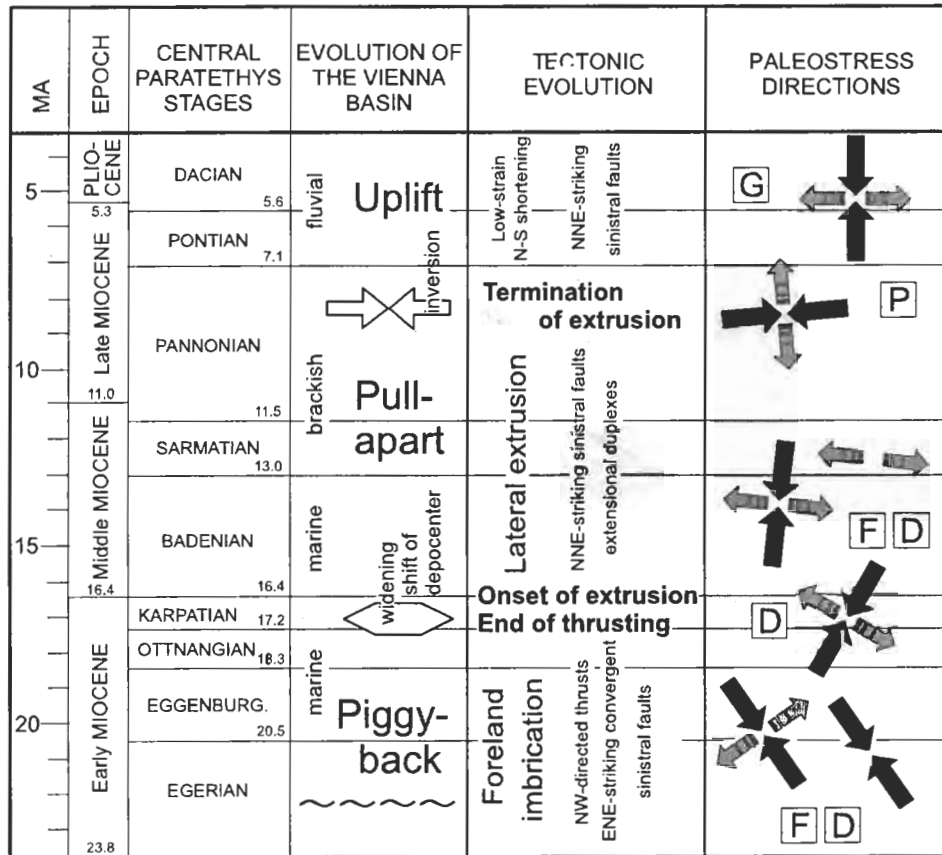 MA
EPOCH
CENTRAL
PARATETHYS
STAGES
EVOLUTION OF
THE VIENNA
BASIN
TECTONIC
EVOLUTION
PALEOSTRESS
DIRECTIONS
5
10
15
20
PLIO-
CENE
5.3
Late MIOCENE
11.0
Middle MIOCENE
16.4
Early MIOCENE
23.8
DACIAN
5.6
PONTIAN
7.1
PANNONIAN
11.5
SARMATIAN
13.0
BADENIAN
16.4
KARPATIAN
17.2
OTTNANGIAN
18.3
EGGENBURG.
20.5
EGERIAN
fluvial
Uplift
inversion
brackish
Pull-
apart
marine
widening
shift of
depocenter
marine
Piggy-
back
Low-strain
N-S shortening
NNE-striking
sinistral faults
Termination
of extrusion
Lateral extrusion
NNE-striking sinistral faults
extensional duplexes
Onset of extrusion
End of thrusting
Foreland
imbrication
NW-directed thrusts
ENE-striking convergent
sinistral faults
G
P
F D
D
F D